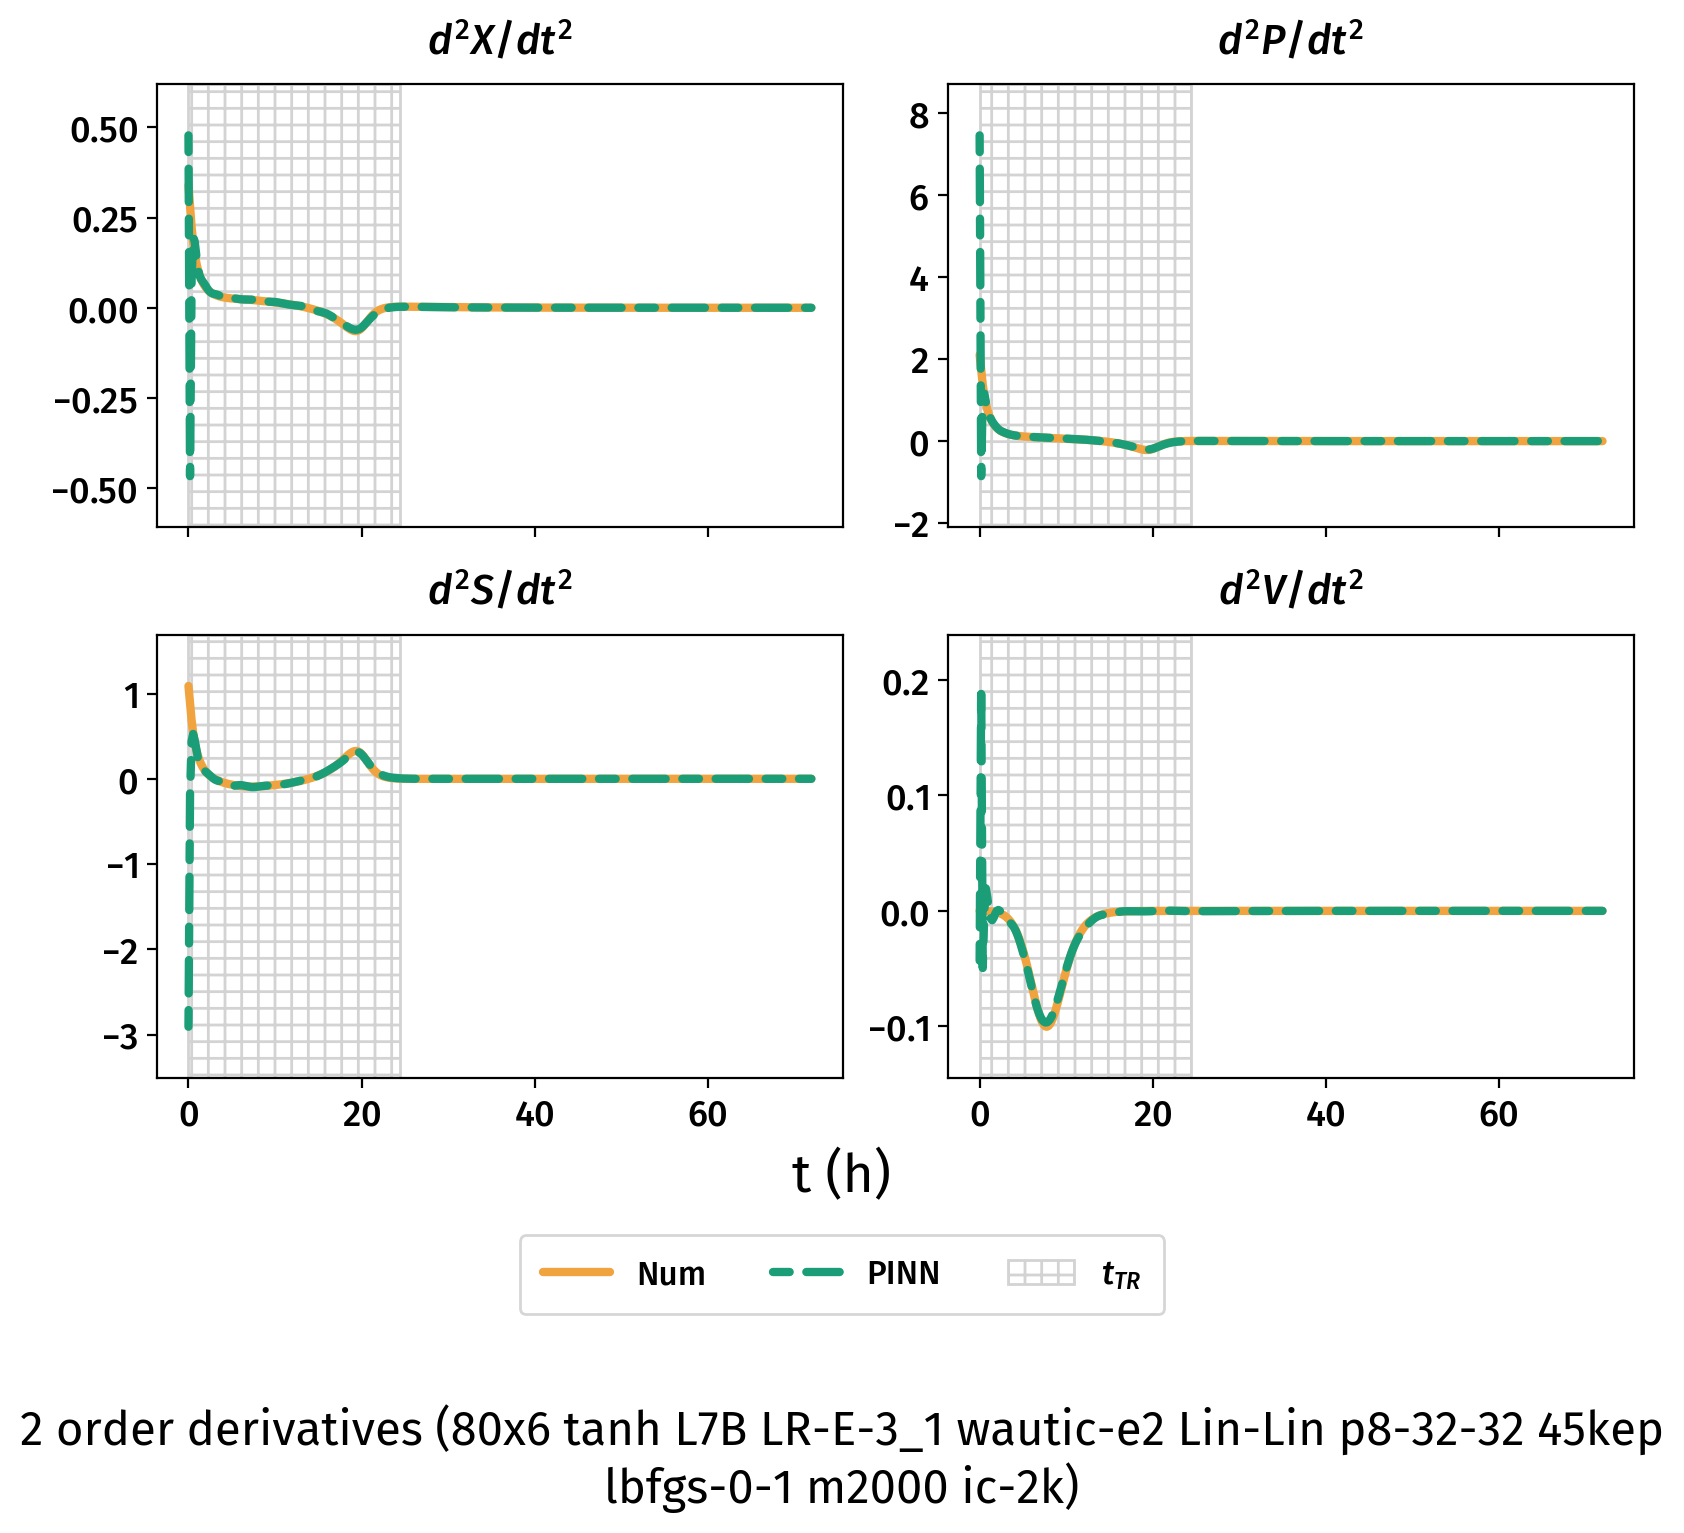 d²X/dt²
d²P/dt²
0.50
0.25
0.00
−0.25
−0.50
8
6
4
2
0
−2
d²S/dt²
d²V/dt²
1
0
−1
−2
−3
0.2
0.1
0.0
−0.1
0 20 40 60
0 20 40 60
t (h)
Num PINN t_TR
2 order derivatives (80x6 tanh L7B LR-E-3_1 wautic-e2 Lin-Lin p8-32-32 45kep
lbfgs-0-1 m2000 ic-2k)